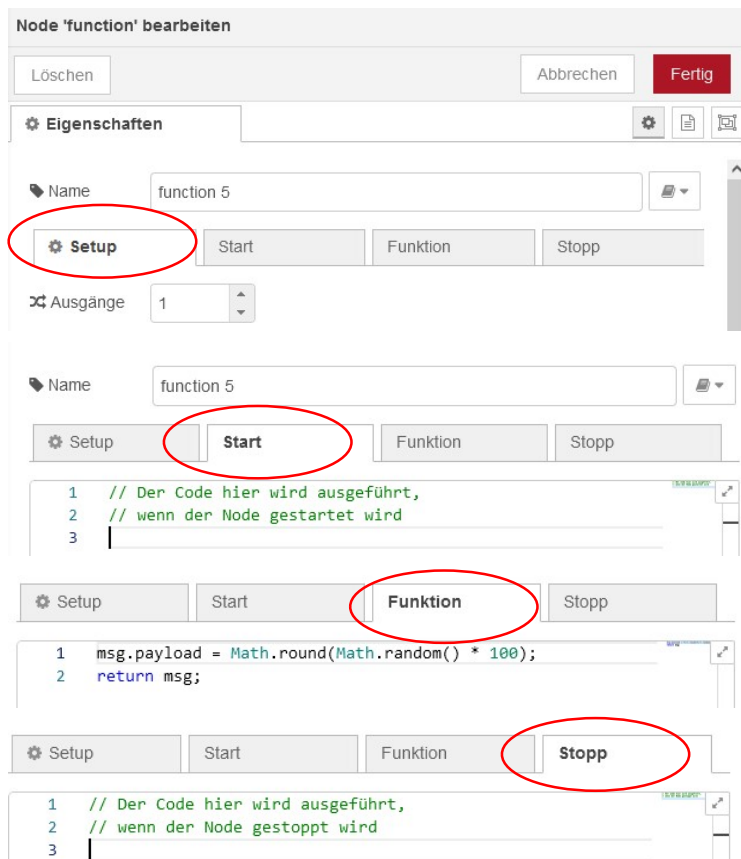 Node 'function' bearbeiten
Löschen Abbrechen Fertig
Eigenschaften
Name function 5
Setup Start Funktion Stopp
Ausgänge 1
Name function 5
Setup Start Funktion Stopp
1 // Der Code hier wird ausgeführt,
2 // wenn der Node gestartet wird
3
Setup Start Funktion Stopp
1 msg.payload = Math.round(Math.random() * 100);
2 return msg;
Setup Start Funktion Stopp
1 // Der Code hier wird ausgeführt,
2 // wenn der Node gestoppt wird
3